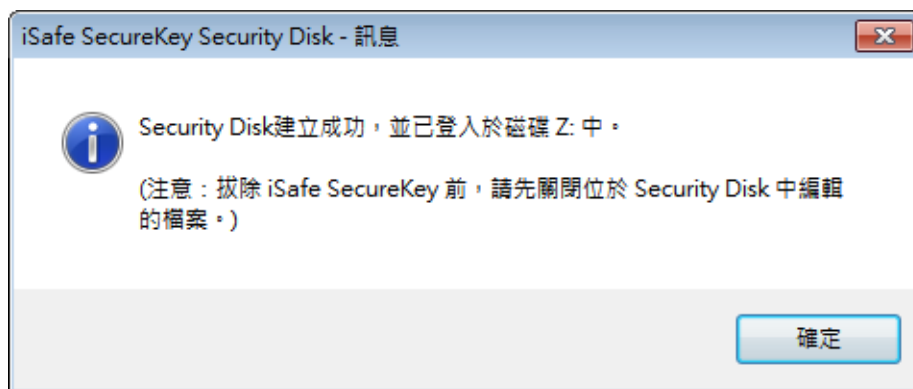 iSafe SecureKey Security Disk - 訊息
Security Disk建立成功，並已登入於磁碟 Z: 中。
(注意：拔除 iSafe SecureKey 前，請先關閉位於 Security Disk 中編輯
的檔案。)
確定